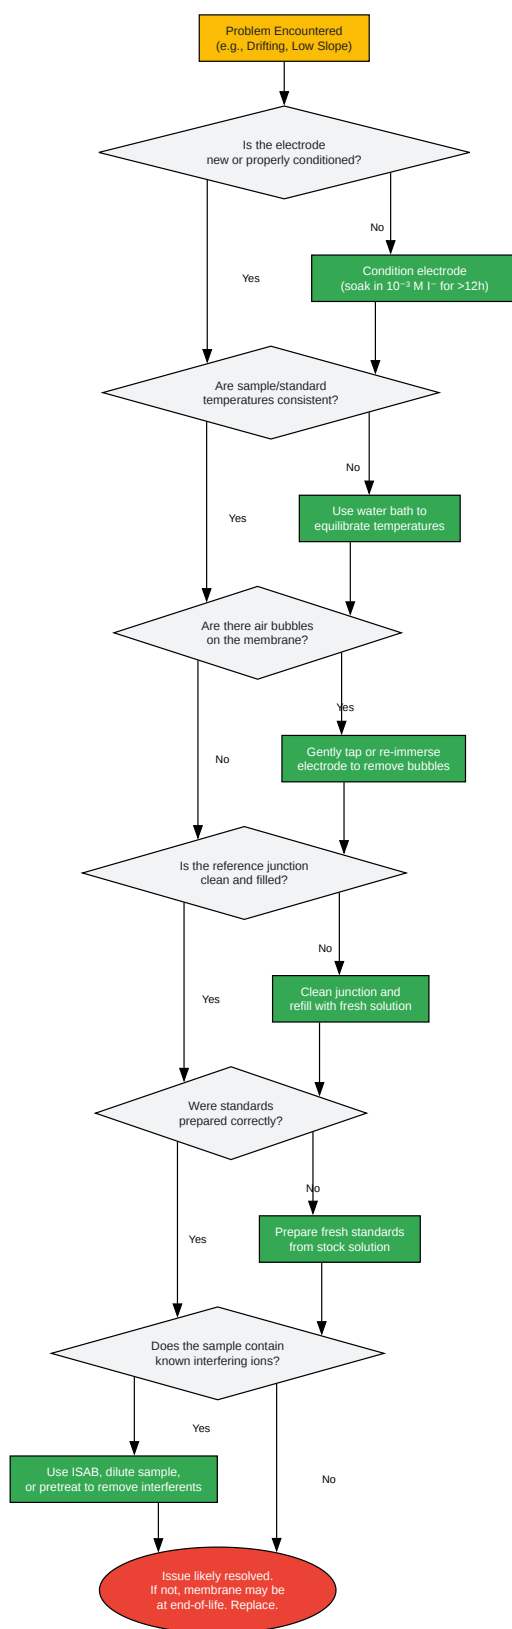 Problem Encountered
(e.g., Drifting, Low Slope)
Is the electrode
new or properly conditioned?
No
Yes
Condition electrode
(soak in 10⁻³ M I⁻ for >12h)
Are sample/standard
temperatures consistent?
No
Yes
Use water bath to
equilibrate temperatures
Are there air bubbles
on the membrane?
Yes
No
Gently tap or re-immerse
electrode to remove bubbles
Is the reference junction
clean and filled?
No
Yes
Clean junction and
refill with fresh solution
Were standards
prepared correctly?
No
Yes
Prepare fresh standards
from stock solution
Does the sample contain
known interfering ions?
Yes
No
Use ISAB, dilute sample,
or pretreat to remove interferents
Issue likely resolved.
If not, membrane may be
at end-of-life. Replace.